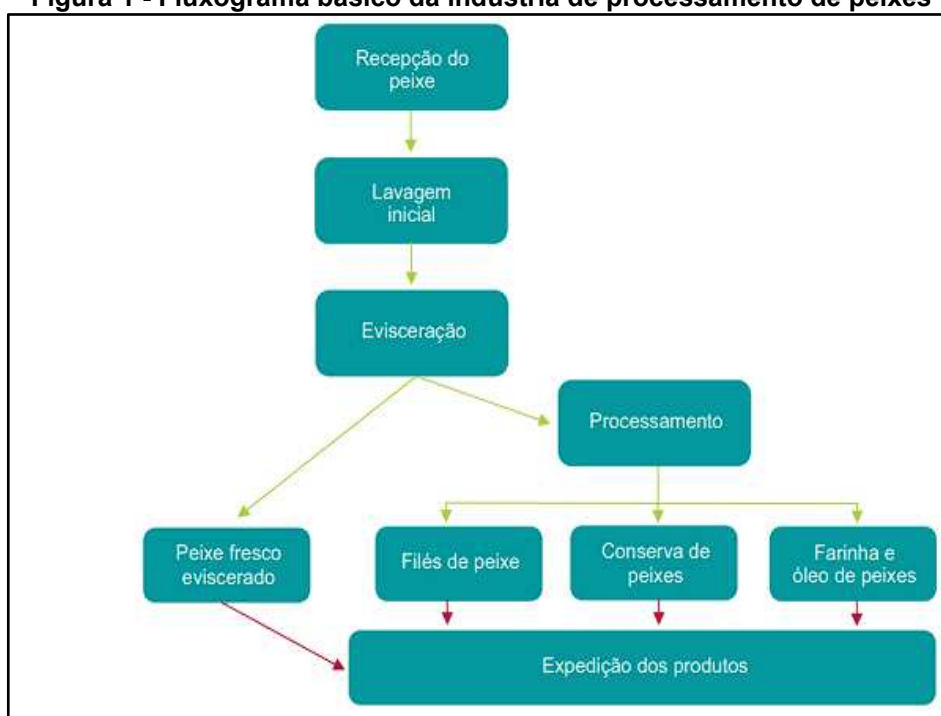 Figura 1 - Fluxograma básico da indústria de processamento de peixes
Recepção do
peixe
Lavagem
inicial
Evisceração
Processamento
Peixe fresco
eviscerado
Filés de peixe
Conserva de
peixes
Farinha e
óleo de peixes
Expedição dos produtos